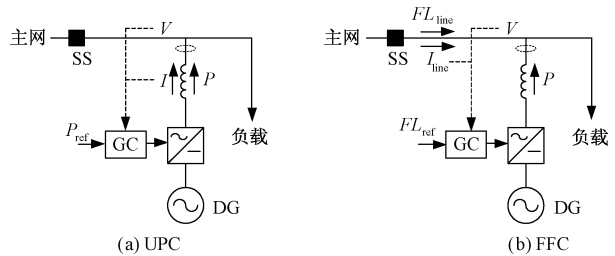 主网
SS
V
I
P
负载
P_ref
GC
DG
(a) UPC
主网
SS
FL_line
I_line
V
P
负载
FL_ref
GC
DG
(b) FFC